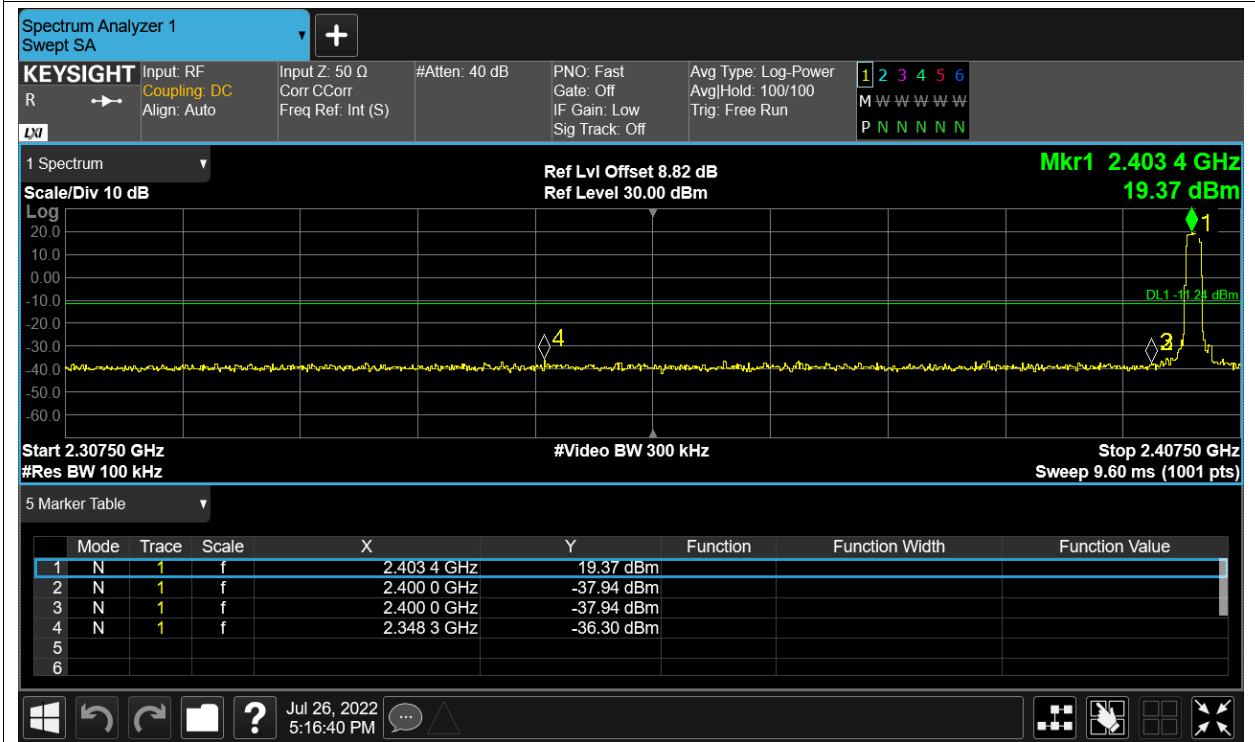 Spectrum Analyzer 1
Swept SA
+
KEYSIGHT Input: RF Input Z: 50 Ω #Atten: 40 dB PNO: Fast Avg Type: Log-Power 1 2 3 4 5 6
R Coupling: DC Corr CCorr Gate: Off Avg|Hold: 100/100 M W W W W W
Align: Auto Freq Ref: Int (S) IF Gain: Low Trig: Free Run
LXI Sig Track: Off P N N N N N
1 Spectrum Ref Lvl Offset 8.82 dB Mkr1 2.403 4 GHz
Scale/Div 10 dB Ref Level 30.00 dBm 19.37 dBm
Log
1
20.0
10.0
0.00
DL1 -11.24 dBm
-10.0
-20.0
4
-30.0
-40.0
-50.0
-60.0
Start 2.30750 GHz #Video BW 300 kHz Stop 2.40750 GHz
#Res BW 100 kHz Sweep 9.60 ms (1001 pts)
5 Marker Table
Mode Trace Scale X Y Function Function Width Function Value
1 N 1 f 2.403 4 GHz 19.37 dBm
2 N 1 f 2.400 0 GHz -37.94 dBm
3 N 1 f 2.400 0 GHz -37.94 dBm
4 N 1 f 2.348 3 GHz -36.30 dBm
5
6
? Jul 26, 2022
5:16:40 PM